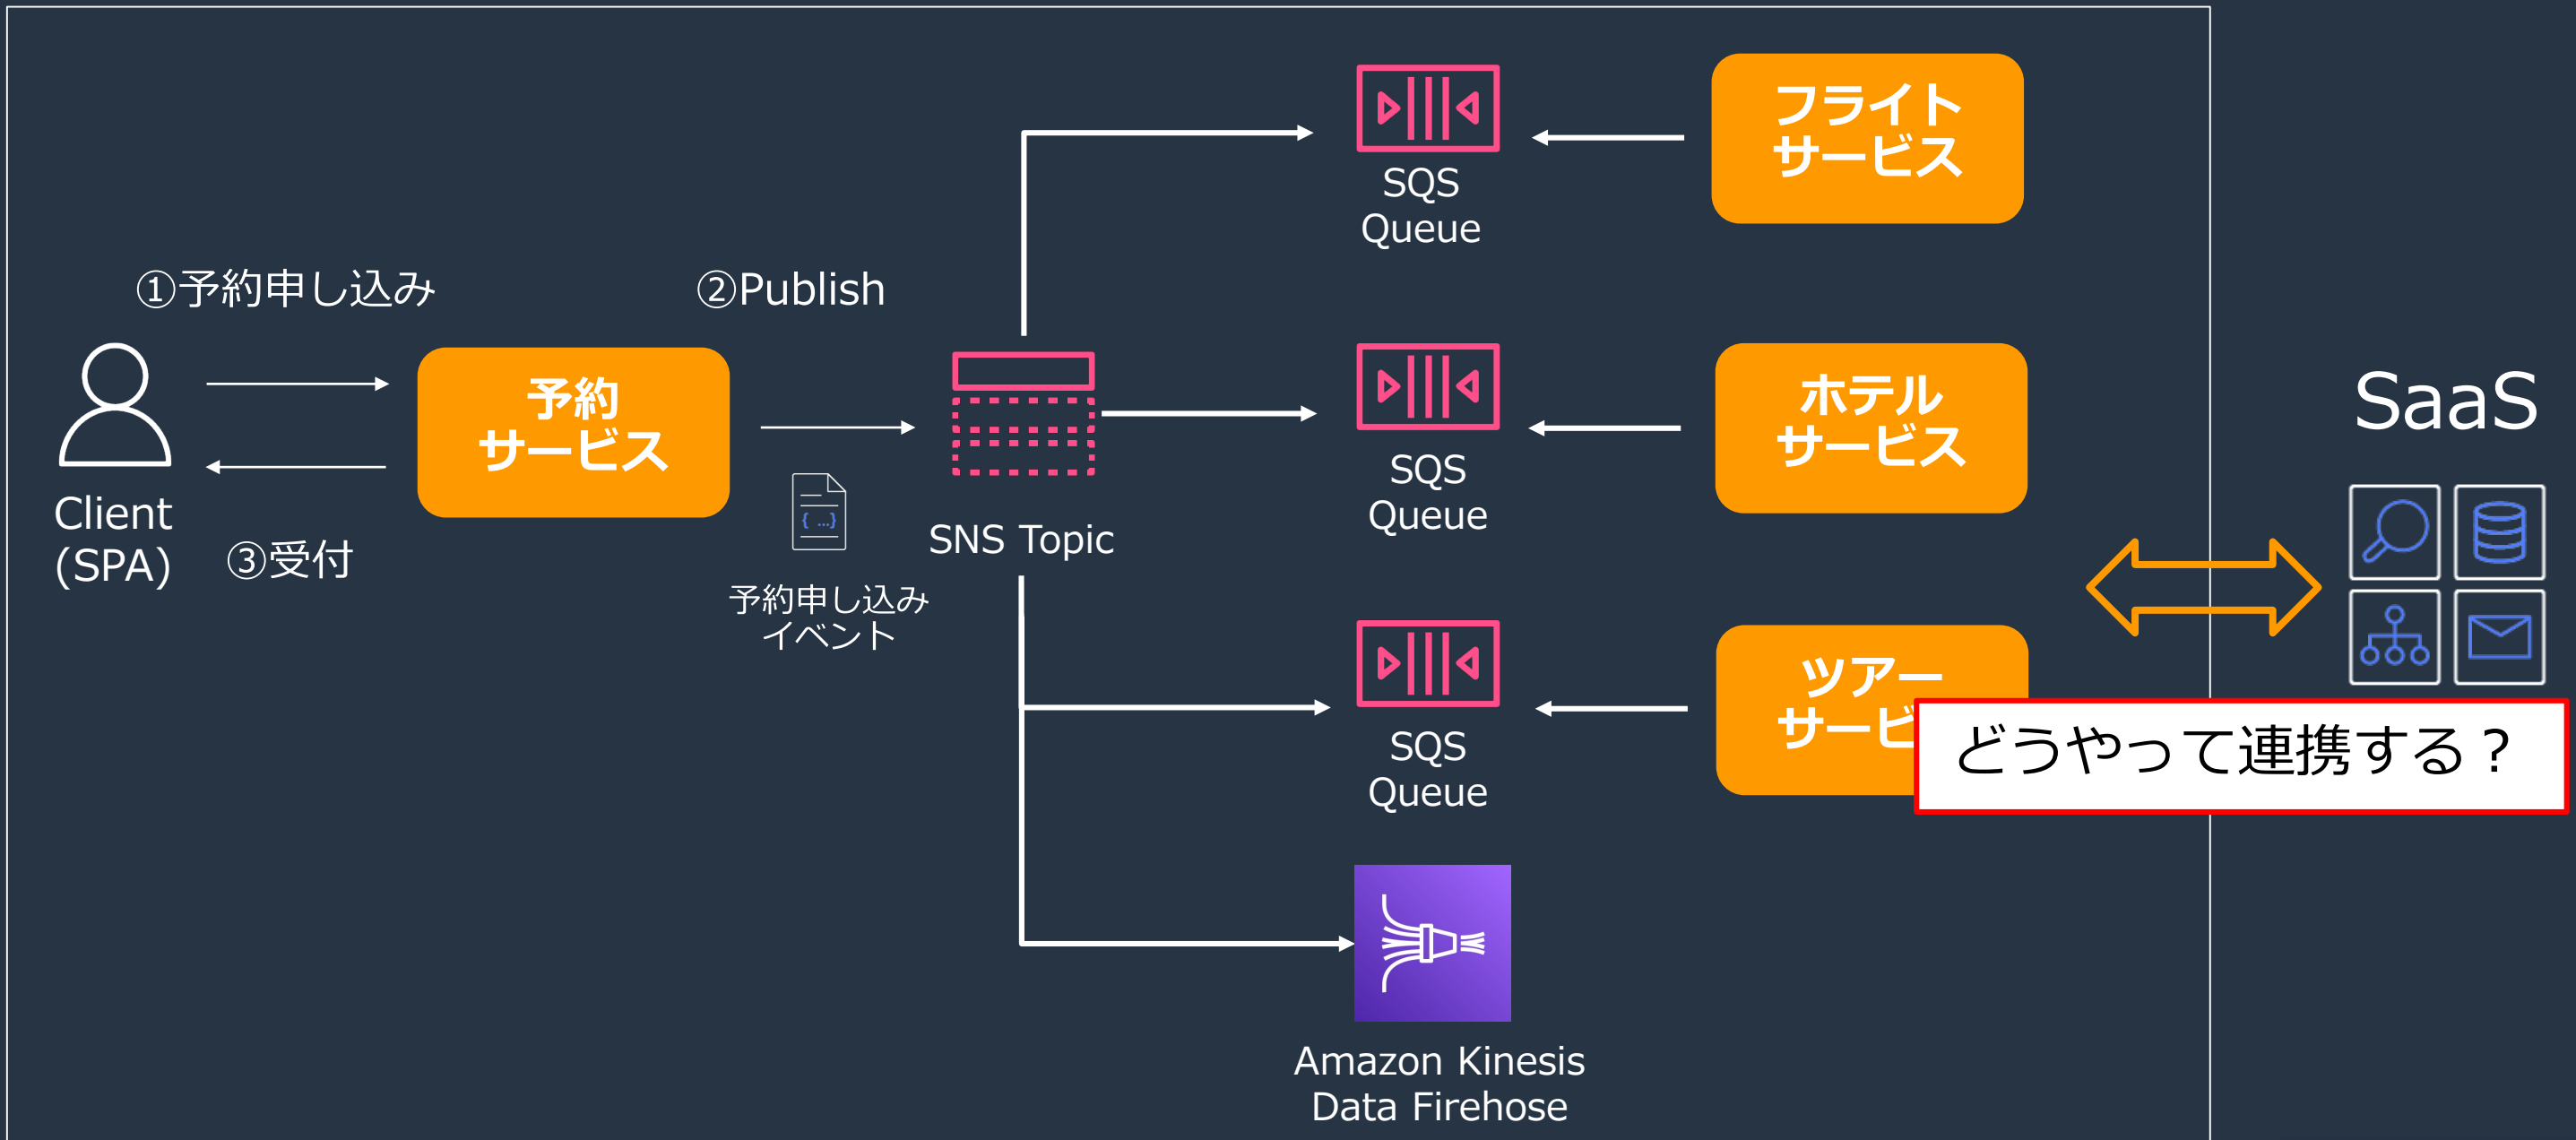 ①予約申し込み
Client
(SPA)
③受付
予約
サービス
②Publish
{ ...}
予約申し込み
イベント
SNS Topic
SQS
Queue
フライト
サービス
SQS
Queue
ホテル
サービス
SQS
Queue
ツアー
サービ
Amazon Kinesis
Data Firehose
SaaS
どうやって連携する？